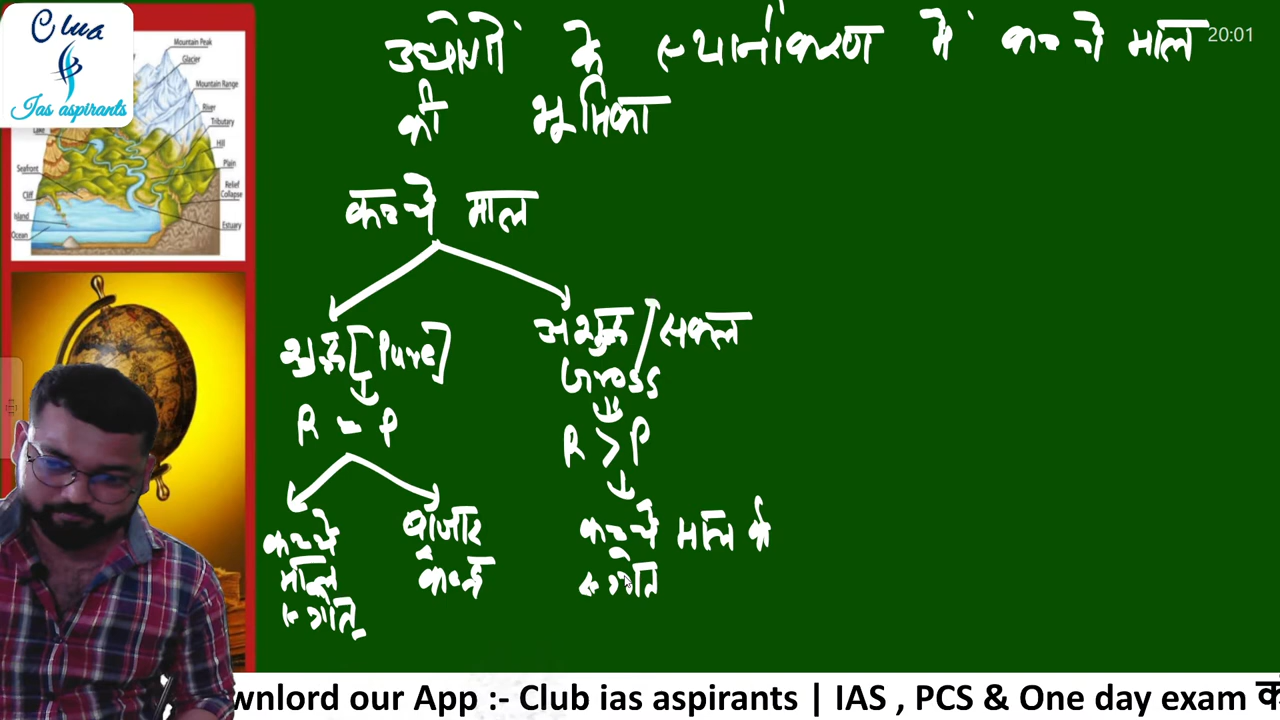 Clua
Ias aspirants
Mountain Peak
Glacier
Mountain Range
River
Tributary
Lake
Hill
Plain
Seafront
Relief
Collapse
Cliff
Island
Estuary
Ocean
20:01
उद्योगों के स्थानीकरण में कच्चे माल
की भूमिका
कच्चे माल
शुद्ध [Pure]
अशुद्ध / सकल
Gross
R = P
R > P
कच्चे
माल
स्त्रोत
बाजार
केन्द्र
कच्चे माल के
स्त्रोत
wnlord our App :- Club ias aspirants | IAS , PCS & One day exam क